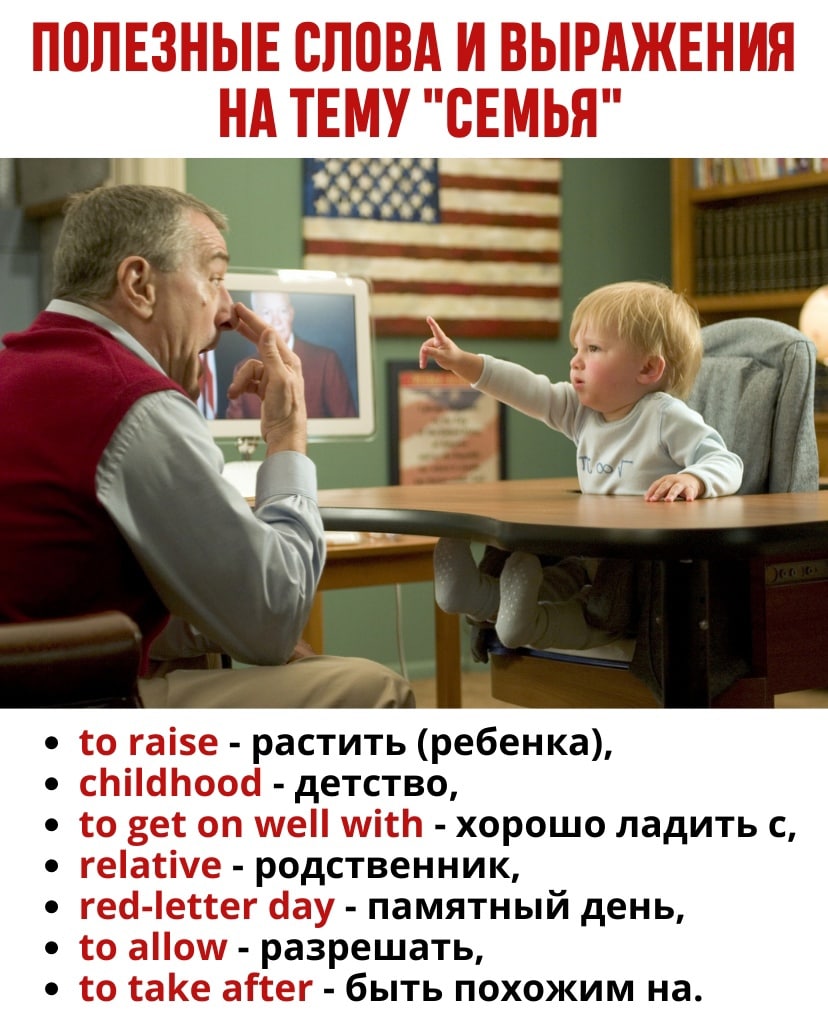 ПОЛЕЗНЫЕ СЛОВА И ВЫРАЖЕНИЯ
НА ТЕМУ "СЕМЬЯ"
• to raise - растить (ребенка),
• childhood - детство,
• to get on well with - хорошо ладить с,
• relative - родственник,
• red-letter day - памятный день,
• to allow - разрешать,
• to take after - быть похожим на.